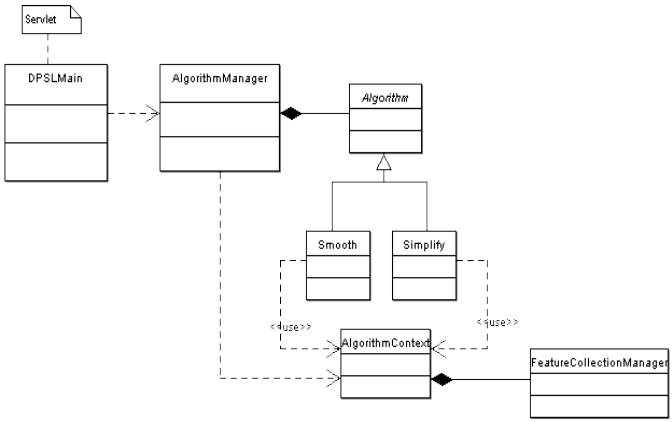 Servlet
DPSLMain
AlgorithmManager
Algorithm
Smooth
Simplify
<<use>>
<<use>>
AlgorithmContext
FeatureCollectionManager